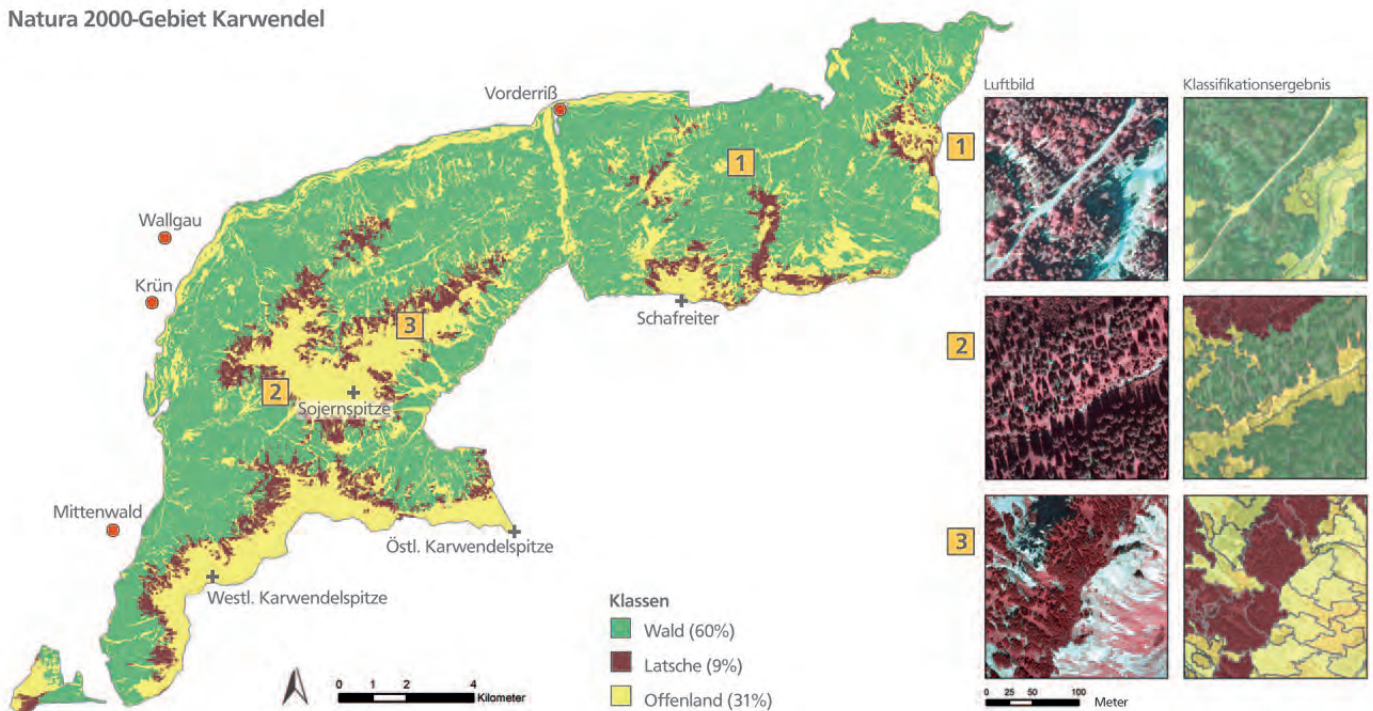 Natura 2000-Gebiet Karwendel
Vorderriß
Wallgau
Krün
Schafreiter
Sojernspitze
Mittenwald
Östl. Karwendelspitze
Westl. Karwendelspitze
1
2
3
Klassen
Wald (60%)
Latsche (9%)
Offenland (31%)
0 1 2 4
Kilometer
Luftbild
Klassifikationsergebnis
1
2
3
0 25 50 100
Meter